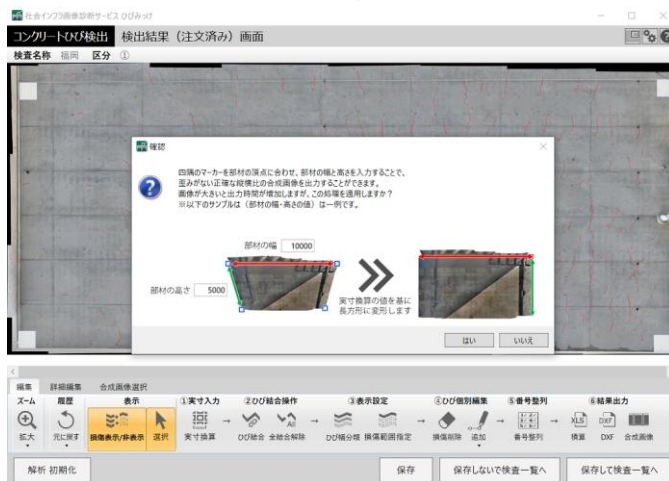 社会インフラ画像診断サービス ひびみっけ
コンクリートひび検出 検出結果（注文済み）画面
検査名称 福岡 区分 ①
確認
四隅のマーカーを部材の頂点に合わせ、部材の幅と高さを入力することで、
歪みがない正確な縦横比の合成画像を出力することができます。
画像が大きいと出力時間が増加しますが、この処理を適用しますか？
※以下のサンプルは（部材の幅・高さの値）は一例です。
部材の幅 10000
部材の高さ 5000
実寸換算の値を基に
長方形に変形します
はい いいえ
編集 詳細編集 合成画像選択
ズーム 履歴 表示 ①実寸入力 ②ひび結合操作 ③表示設定 ④ひび個別編集 ⑤番号整列 ⑥結果出力
All XLS DXF
拡大 元に戻す 損傷表示/非表示 選択 実寸換算 ひび結合 全結合解除 ひび幅分類 損傷範囲指定 損傷削除 追加 番号整列 積算 DXF 合成画像
解析 初期化 保存 保存しないで検査一覧へ 保存して検査一覧へ